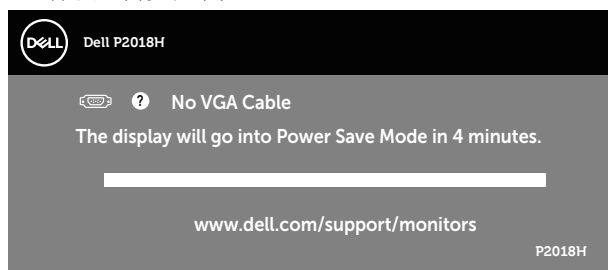 DELL
Dell P2018H
? No VGA Cable
The display will go into Power Save Mode in 4 minutes.
www.dell.com/support/monitors
P2018H